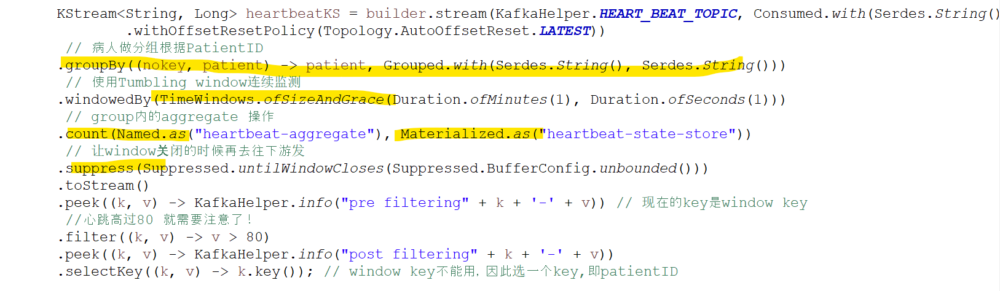 KStream<String, Long> heartbeatKS = builder.stream(KafkaHelper.HEART_BEAT_TOPIC, Consumed.with(Serdes.String()
.withOffsetResetPolicy(Topology.AutoOffsetReset.LATEST))
// 病人做分组根据PatientID
.groupBy((nokey, patient) -> patient, Grouped.with(Serdes.String(), Serdes.String()))
// 使用Tumbling window连续监测
.windowedBy(TimeWindows.ofSizeAndGrace(Duration.ofMinutes(1), Duration.ofSeconds(1)))
// group内的aggregate 操作
.count(Named.as("heartbeat-aggregate"), Materialized.as("heartbeat-state-store"))
// 让window关闭的时候再去往下游发
.suppress(Suppressed.untilWindowCloses(Suppressed.BufferConfig.unbounded()))
.toStream()
.peek((k, v) -> KafkaHelper.info("pre filtering" + k + '-' + v)) // 现在的key是window key
//心跳高过80 就需要注意了!
.filter((k, v) -> v > 80)
.peek((k, v) -> KafkaHelper.info("post filtering" + k + '-' + v))
.selectKey((k, v) -> k.key()); // window key不能用,因此选一个key,即patientID